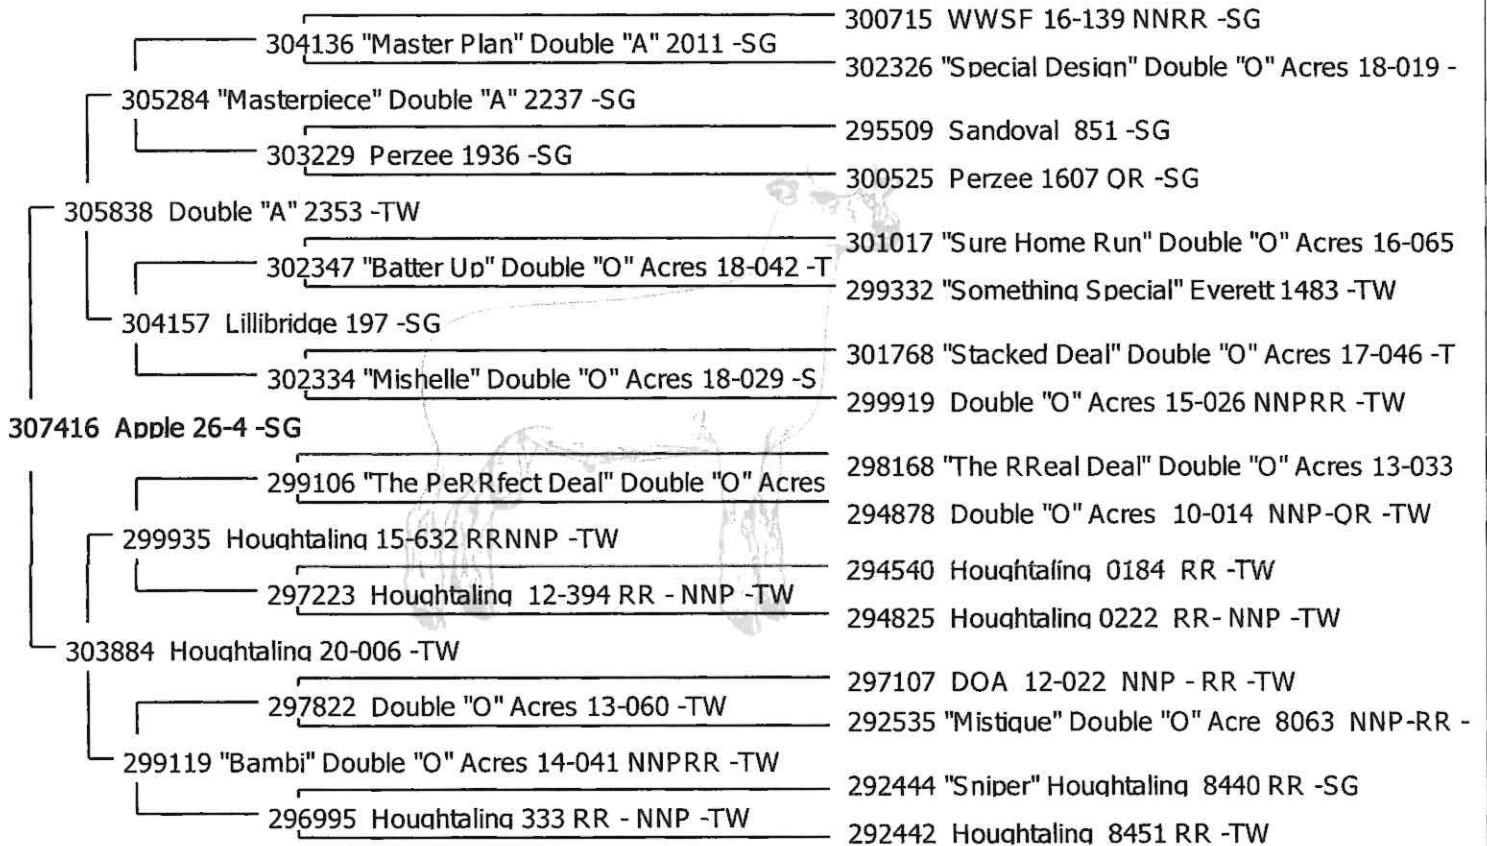 300715 WWSF 16-139 NNRR -SG
304136 "Master Plan" Double "A" 2011 -SG
302326 "Special Design" Double "O" Acres 18-019 -
305284 "Masterpiece" Double "A" 2237 -SG
295509 Sandoval 851 -SG
303229 Perzee 1936 -SG
300525 Perzee 1607 QR -SG
305838 Double "A" 2353 -TW
301017 "Sure Home Run" Double "O" Acres 16-065
302347 "Batter Up" Double "O" Acres 18-042 -T
299332 "Something Special" Everett 1483 -TW
304157 Lillibridge 197 -SG
301768 "Stacked Deal" Double "O" Acres 17-046 -T
302334 "Mishelle" Double "O" Acres 18-029 -S
299919 Double "O" Acres 15-026 NNPRR -TW
307416 Apple 26-4 -SG
298168 "The RReal Deal" Double "O" Acres 13-033
299106 "The PeRRfect Deal" Double "O" Acres
294878 Double "O" Acres 10-014 NNP-QR -TW
299935 Houghtaling 15-632 RRNNP -TW
294540 Houghtaling 0184 RR -TW
297223 Houghtaling 12-394 RR - NNP -TW
294825 Houghtaling 0222 RR- NNP -TW
303884 Houghtaling 20-006 -TW
297107 DOA 12-022 NNP - RR -TW
297822 Double "O" Acres 13-060 -TW
292535 "Mistique" Double "O" Acre 8063 NNP-RR -
299119 "Bambi" Double "O" Acres 14-041 NNPRR -TW
292444 "Sniper" Houghtaling 8440 RR -SG
296995 Houghtaling 333 RR - NNP -TW
292442 Houghtaling 8451 RR -TW